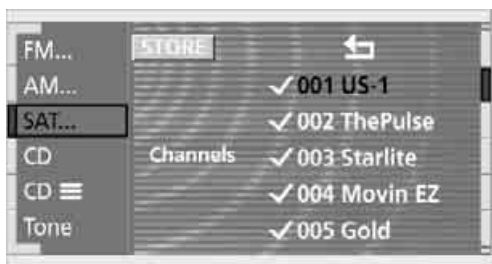 FM...
AM...
SAT...
CD
CD
Tone
STORE
Channels
001 US-1
002 ThePulse
003 Starlite
004 Movin EZ
005 Gold